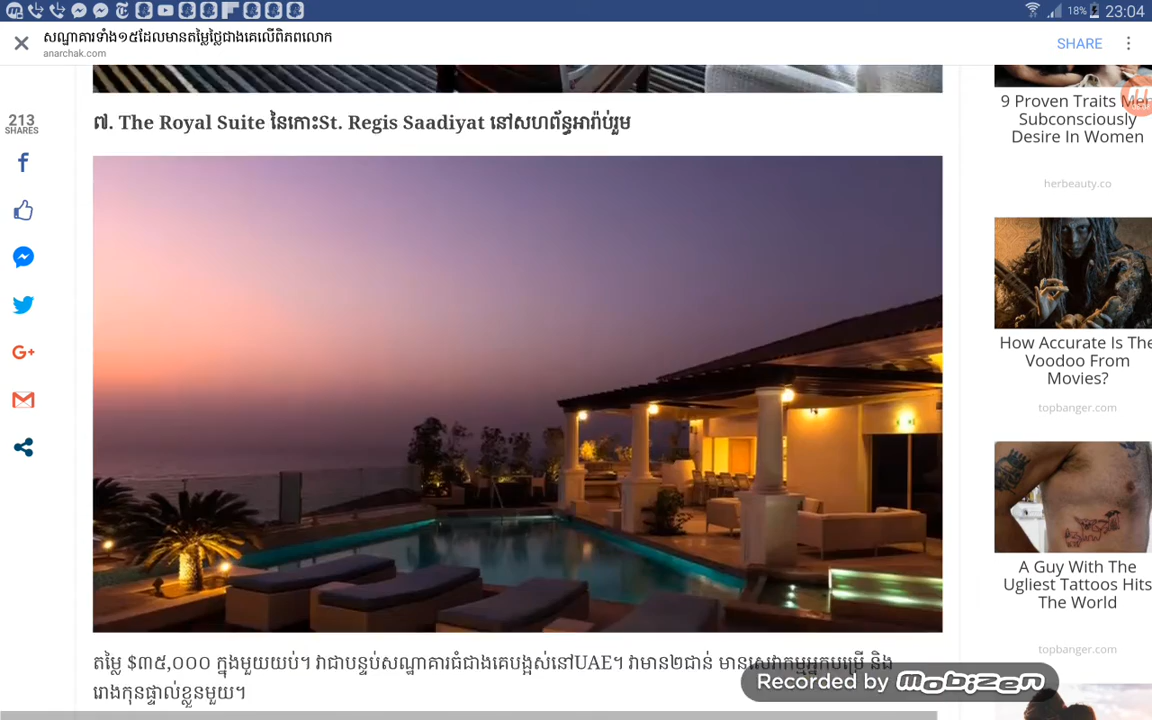 18% 23:04
សណ្ឋាគារទាំង១៥ដែលមានតម្លៃថ្លៃជាងគេលើពិភពលោក
anarchak.com
SHARE
213
SHARES
៧. The Royal Suite នៃកោះSt. Regis Saadiyat នៅសហព័ន្ធអារ៉ាប់រួម
តម្លៃ $៣៥,០០០ ក្នុងមួយយប់។ វាជាបន្ទប់សណ្ឋាគារធំជាងគេបង្អស់នៅUAE។ វាមាន២ជាន់ មានសេវាកម្មអ្នកបម្រើ និង
រោងកុនផ្ទាល់ខ្លួនមួយ។
9 Proven Traits Men
Subconsciously
Desire In Women
herbeauty.co
How Accurate Is The
Voodoo From
Movies?
topbanger.com
A Guy With The
Ugliest Tattoos Hits
The World
topbanger.com
Recorded by mobizen